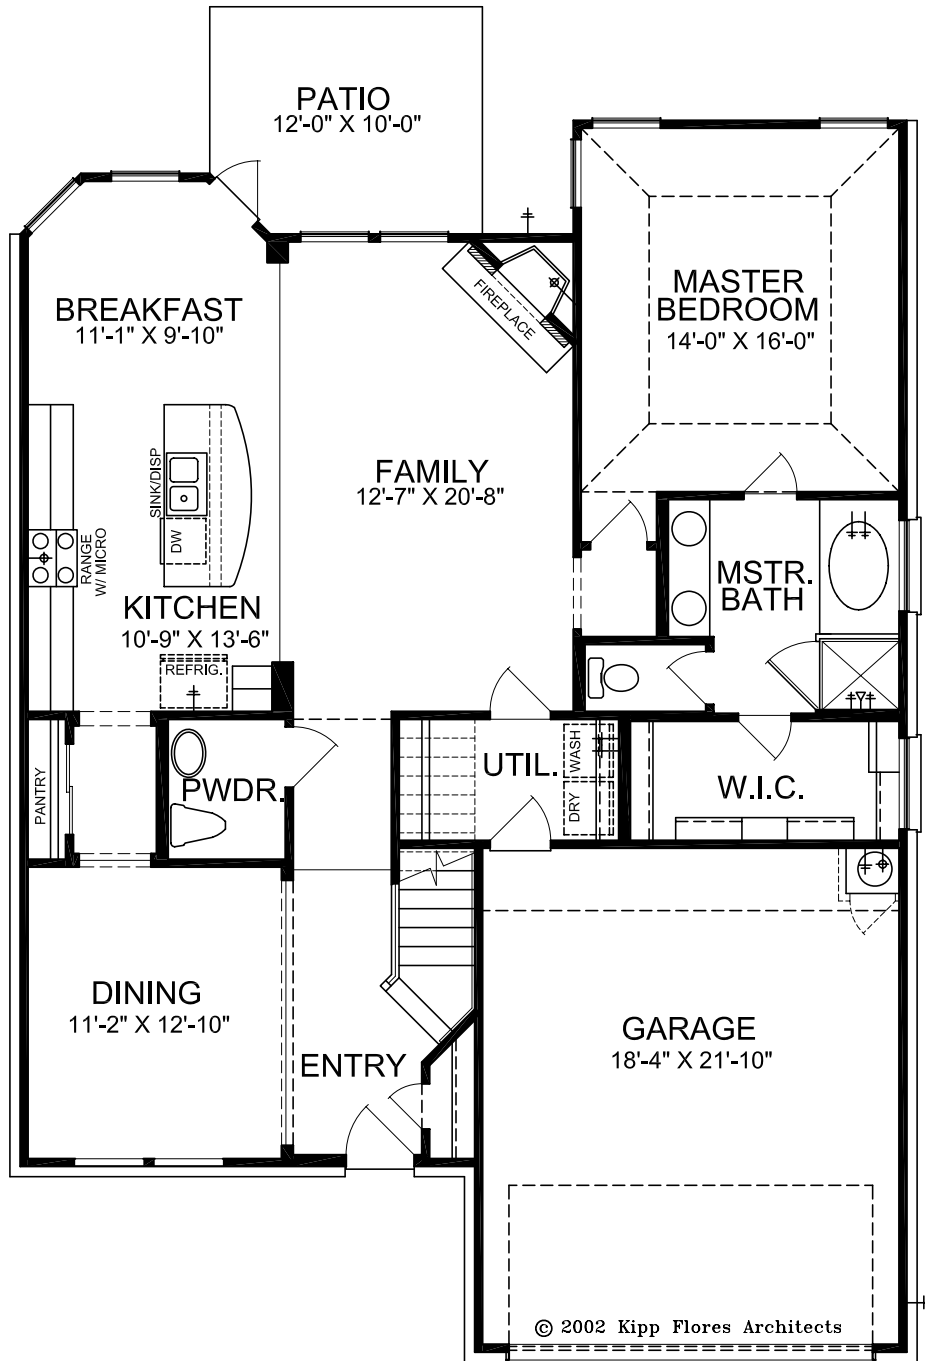 PATIO
12'-0" X 10'-0"
BREAKFAST
11'-1" X 9'-10"
FIREPLACE
MASTER
BEDROOM
14'-0" X 16'-0"
SINK/DISP
DW
RANGE
W/ MICRO
FAMILY
12'-7" X 20'-8"
KITCHEN
10'-9" X 13'-6"
REFRIG.
MSTR.
BATH
PANTRY
PWDR.
UTIL.
WASH
DRY
W.I.C.
DINING
11'-2" X 12'-10"
ENTRY
GARAGE
18'-4" X 21'-10"
© 2002 Kipp Flores Architects